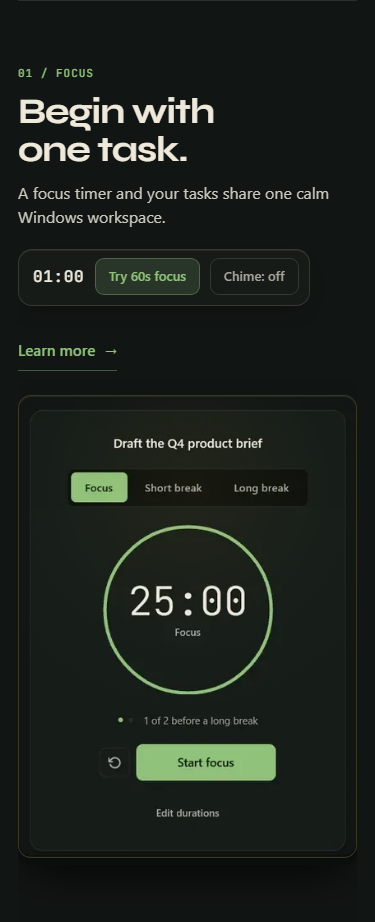 01 / FOCUS
Begin with
one task.
A focus timer and your tasks share one calm
Windows workspace.
01:00 Try 60s focus Chime: off
Learn more →
Draft the Q4 product brief
Focus Short break Long break
25:00
Focus
1 of 2 before a long break
Start focus
Edit durations